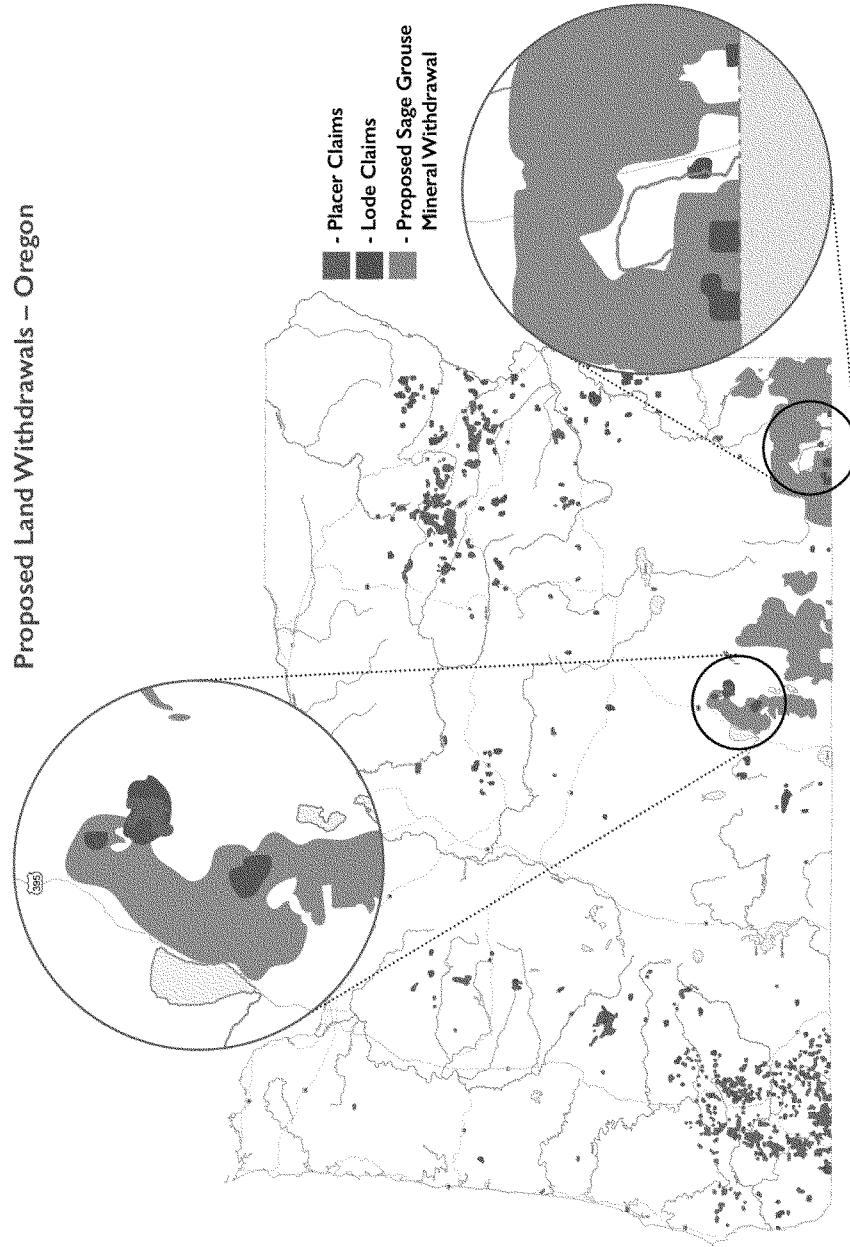 Proposed Land Withdrawals – Oregon
- Placer Claims
- Lode Claims
- Proposed Sage Grouse
Mineral Withdrawal
395